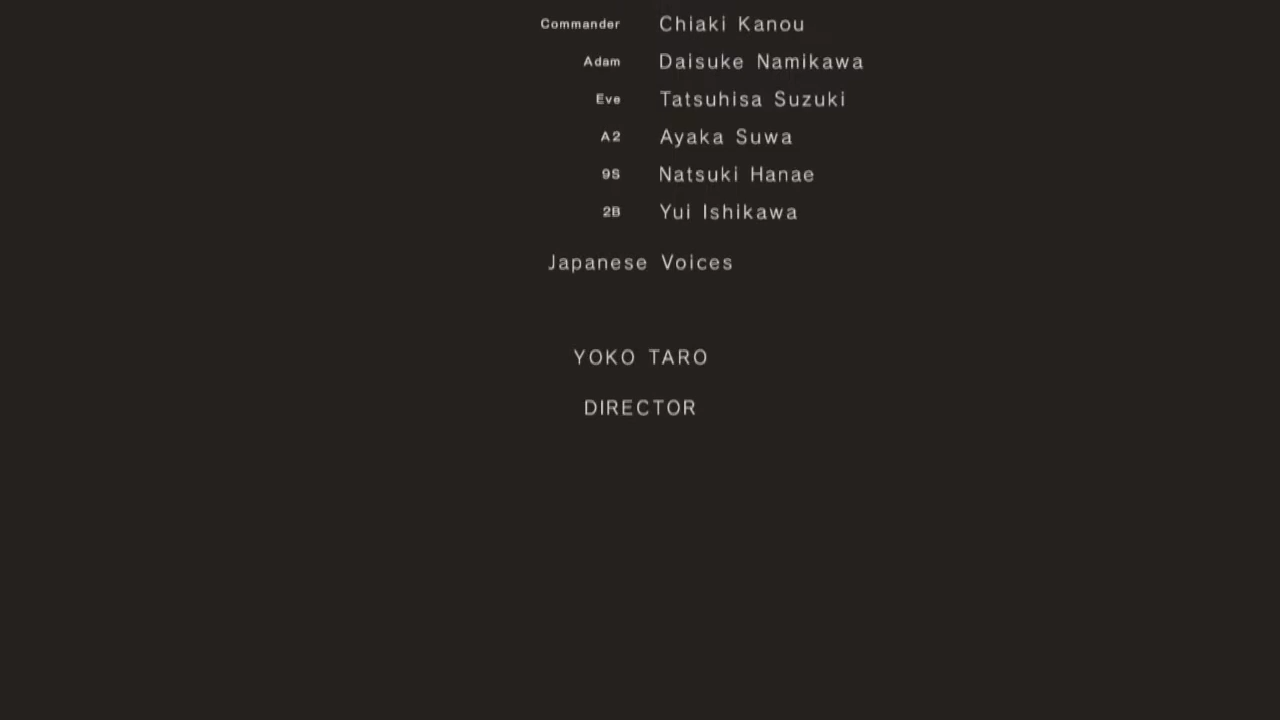 Commander Chiaki Kanou
Adam Daisuke Namikawa
Eve Tatsuhisa Suzuki
A2 Ayaka Suwa
9S Natsuki Hanae
2B Yui Ishikawa
Japanese Voices
YOKO TARO
DIRECTOR